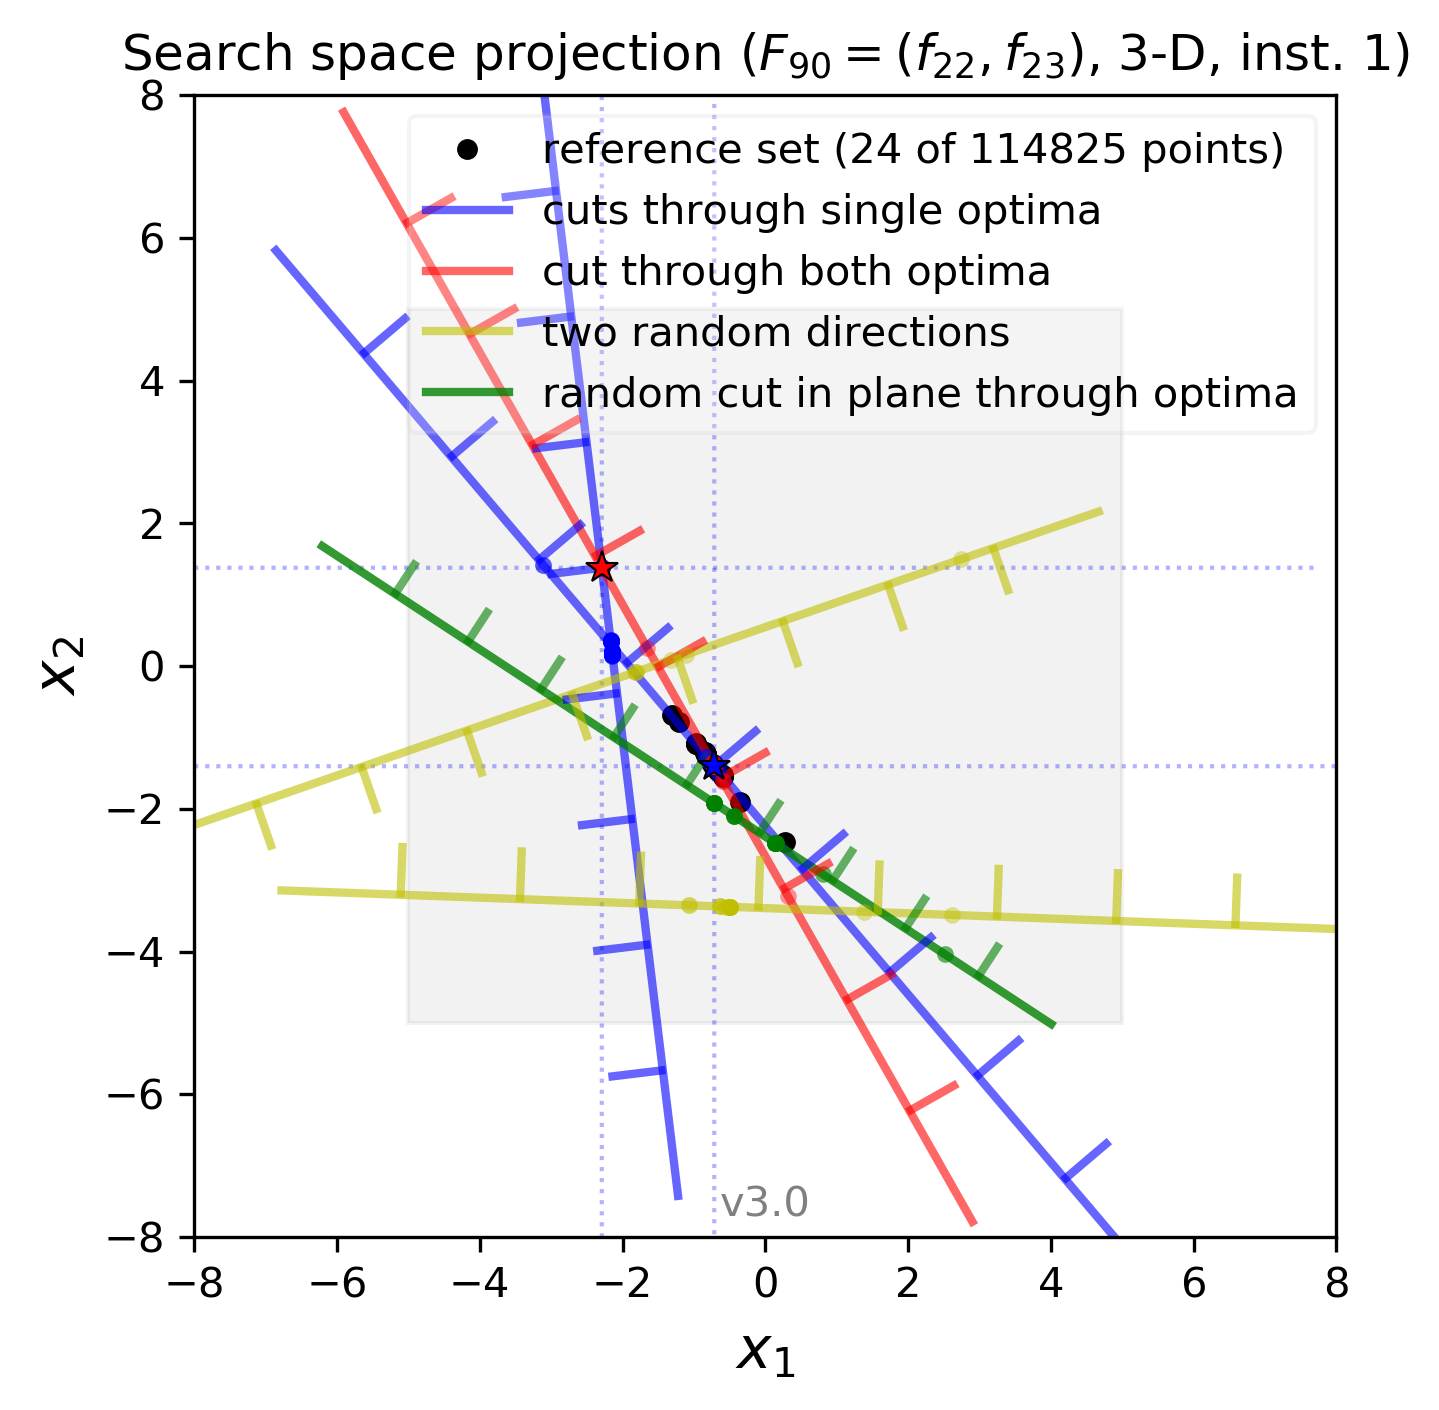 Search space projection (F90 = (f22, f23), 3-D, inst. 1)
reference set (24 of 114825 points)
cuts through single optima
cut through both optima
two random directions
random cut in plane through optima
8
6
4
2
0
−2
−4
−6
−8
x2
v3.0
−8 −6 −4 −2 0 2 4 6 8
x1